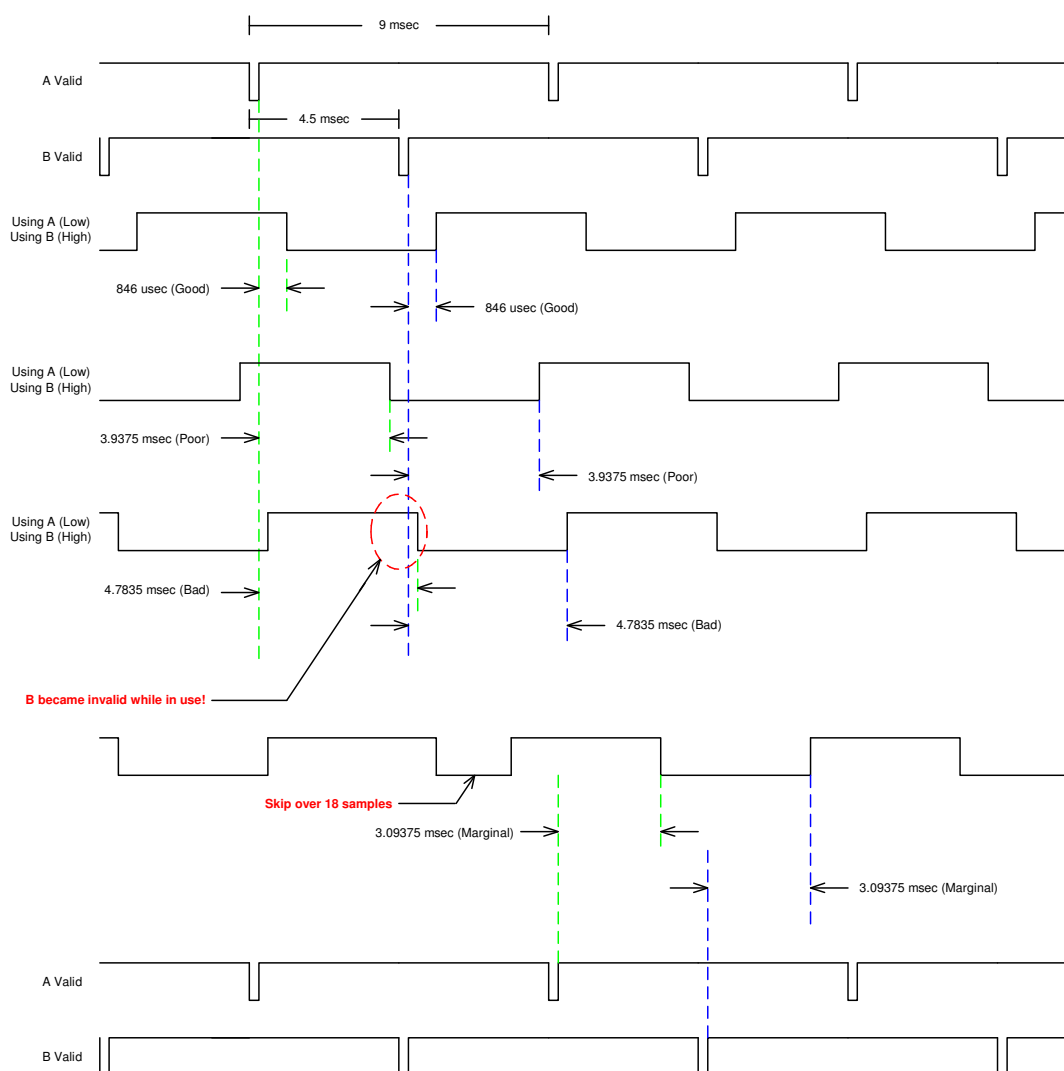 9 msec
A Valid
4.5 msec
B Valid
Using A (Low)
Using B (High)
846 usec (Good)
846 usec (Good)
Using A (Low)
Using B (High)
3.9375 msec (Poor)
3.9375 msec (Poor)
Using A (Low)
Using B (High)
4.7835 msec (Bad)
4.7835 msec (Bad)
B became invalid while in use!
Skip over 18 samples
3.09375 msec (Marginal)
3.09375 msec (Marginal)
A Valid
B Valid